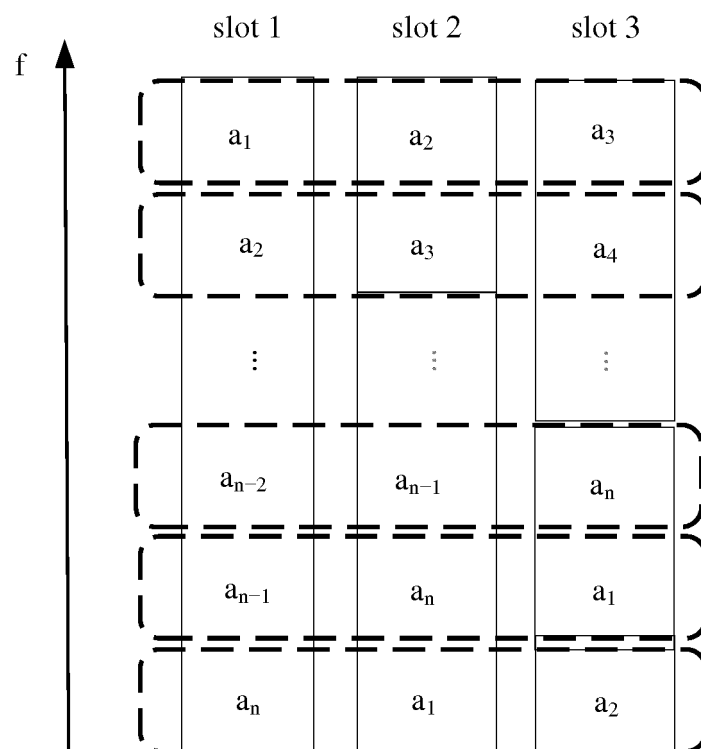 slot 1 slot 2 slot 3
f
a₁ a₂ a₃
a₂ a₃ a₄
⋮ ⋮ ⋮
aₙ₋₂ aₙ₋₁ aₙ
aₙ₋₁ aₙ a₁
aₙ a₁ a₂